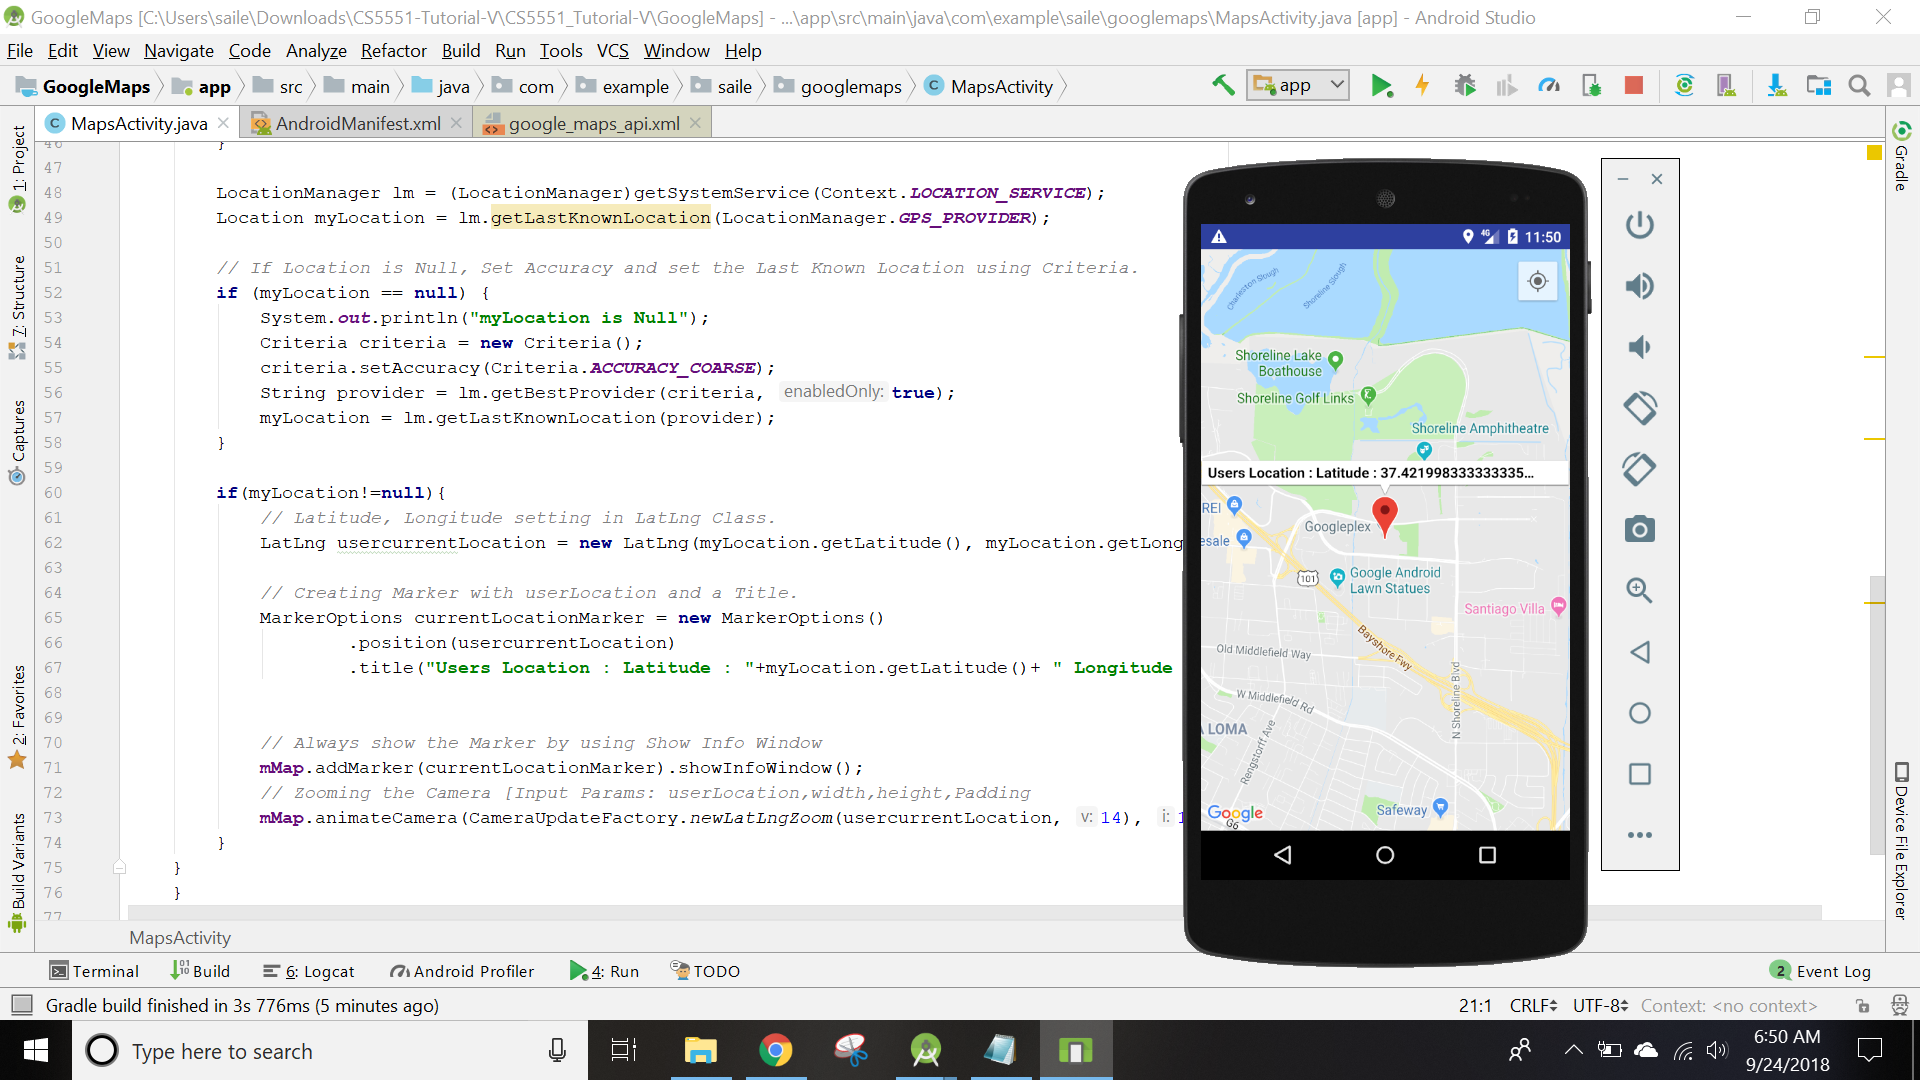 GoogleMaps [C:\Users\saile\Downloads\CS5551-Tutorial-V\CS5551_Tutorial-V\GoogleMaps] - ...\app\src\main\java\com\example\saile\googlemaps\MapsActivity.java [app] - Android Studio
File Edit View Navigate Code Analyze Refactor Build Run Tools VCS Window Help
GoogleMaps app src main java com example saile googlemaps MapsActivity app
MapsActivity.java AndroidManifest.xml google_maps_api.xml
1: Project
7: Structure
Captures
2: Favorites
Build Variants
Gradle
Device File Explorer
46 }
47
48 LocationManager lm = (LocationManager)getSystemService(Context.LOCATION_SERVICE);
49 Location myLocation = lm.getLastKnownLocation(LocationManager.GPS_PROVIDER);
50
51 // If Location is Null, Set Accuracy and set the Last Known Location using Criteria.
52 if (myLocation == null) {
53 System.out.println("myLocation is Null");
54 Criteria criteria = new Criteria();
55 criteria.setAccuracy(Criteria.ACCURACY_COARSE);
56 String provider = lm.getBestProvider(criteria, enabledOnly: true);
57 myLocation = lm.getLastKnownLocation(provider);
58 }
59
60 if(myLocation!=null){
61 // Latitude, Longitude setting in LatLng Class.
62 LatLng usercurrentLocation = new LatLng(myLocation.getLatitude(), myLocation.getLong
63
64 // Creating Marker with userLocation and a Title.
65 MarkerOptions currentLocationMarker = new MarkerOptions()
66 .position(usercurrentLocation)
67 .title("Users Location : Latitude : "+myLocation.getLatitude()+ " Longitude
68
69
70 // Always show the Marker by using Show Info Window
71 mMap.addMarker(currentLocationMarker).showInfoWindow();
72 // Zooming the Camera [Input Params: userLocation,width,height,Padding
73 mMap.animateCamera(CameraUpdateFactory.newLatLngZoom(usercurrentLocation, v: 14), i: 1
74 }
75 }
76 }
77
4G 11:50
Charleston Slough
Shoreline Slough
Shoreline Lake
Boathouse
Shoreline Golf Links
Shoreline Amphitheatre
Users Location : Latitude : 37.421998333333335...
REI
Googleplex
esale
101
Google Android
Lawn Statues
Santiago Villa
Bayshore Fwy
Old Middlefield Way
W Middlefield Rd
N Shoreline Blvd
LOMA
Rengstorff Ave
Safeway
Google
G6
MapsActivity
Terminal Build 6: Logcat Android Profiler 4: Run TODO 2 Event Log
Gradle build finished in 3s 776ms (5 minutes ago) 21:1 CRLF UTF-8 Context: <no context>
Type here to search
6:50 AM
9/24/2018